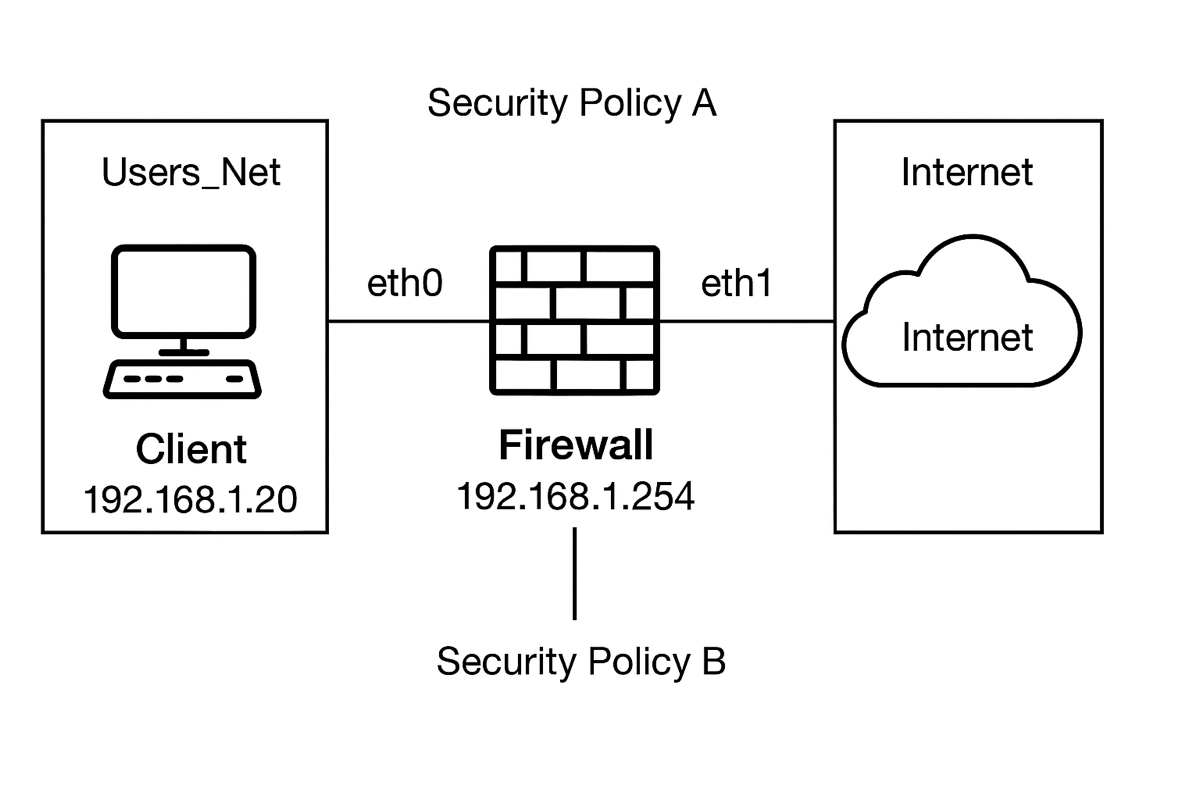 Security Policy A
Users_Net
Internet
eth0
eth1
Internet
Client
192.168.1.20
Firewall
192.168.1.254
Security Policy B